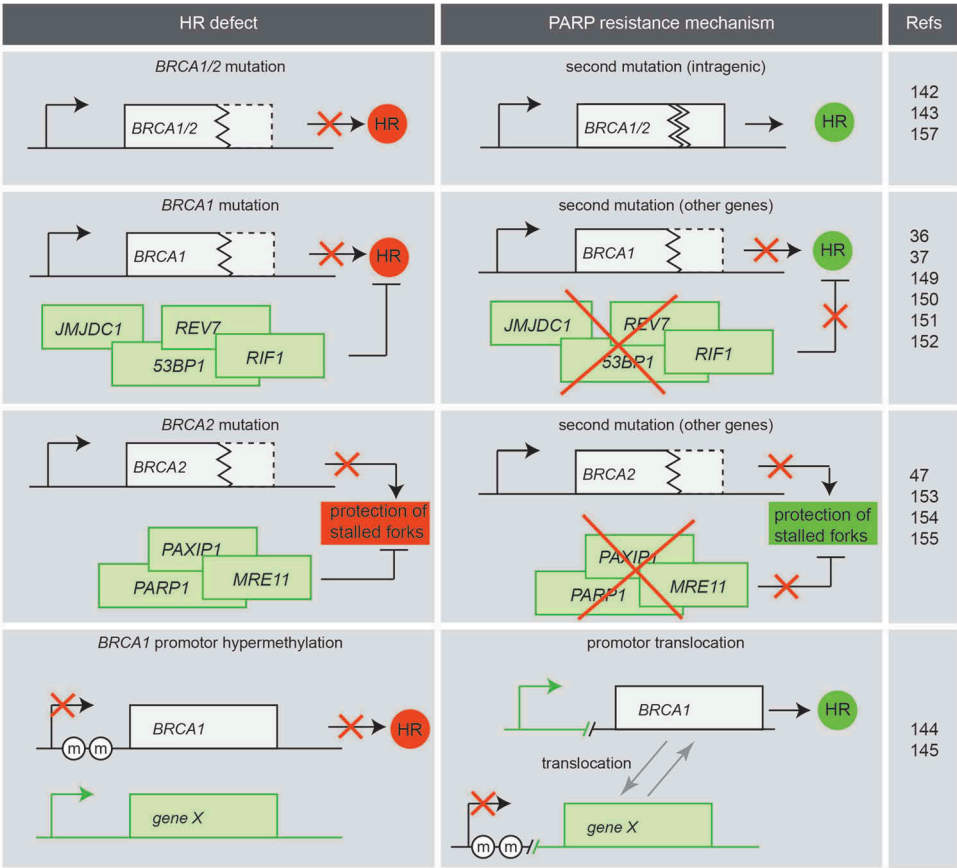 HR defect
PARP resistance mechanism
Refs
BRCA1/2 mutation
BRCA1/2
HR
second mutation (intragenic)
BRCA1/2
HR
142
143
157
BRCA1 mutation
BRCA1
HR
JMJDC1
REV7
53BP1
RIF1
second mutation (other genes)
BRCA1
HR
JMJDC1
REV7
53BP1
RIF1
36
37
149
150
151
152
BRCA2 mutation
BRCA2
protection of
stalled forks
PAXIP1
PARP1
MRE11
second mutation (other genes)
BRCA2
protection of
stalled forks
PAXIP1
PARP1
MRE11
47
153
154
155
BRCA1 promotor hypermethylation
BRCA1
HR
m m
gene X
promotor translocation
BRCA1
HR
translocation
gene X
m m
144
145